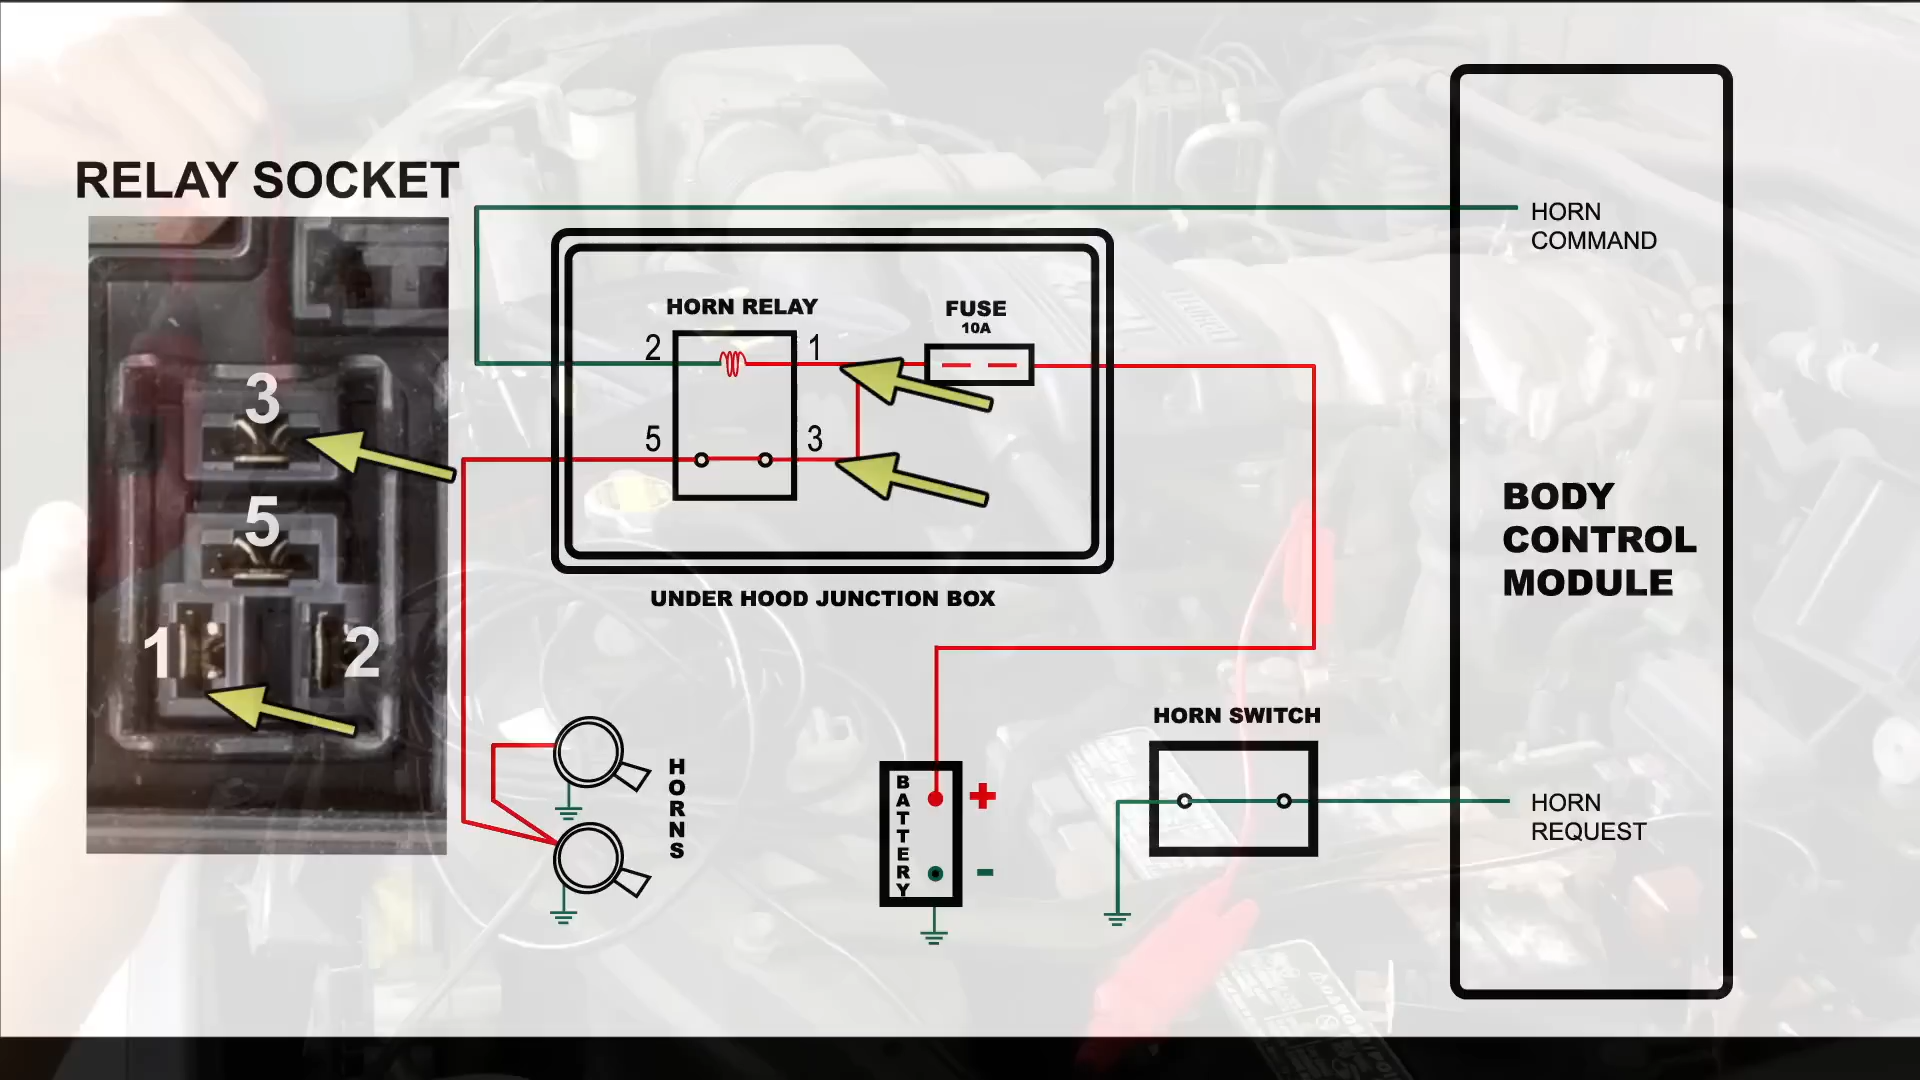 RELAY SOCKET
3
5
1
2
HORN
COMMAND
HORN RELAY
FUSE
10A
2
1
5
3
UNDER HOOD JUNCTION BOX
BODY
CONTROL
MODULE
HORNS
BATTERY
+
-
HORN SWITCH
HORN
REQUEST